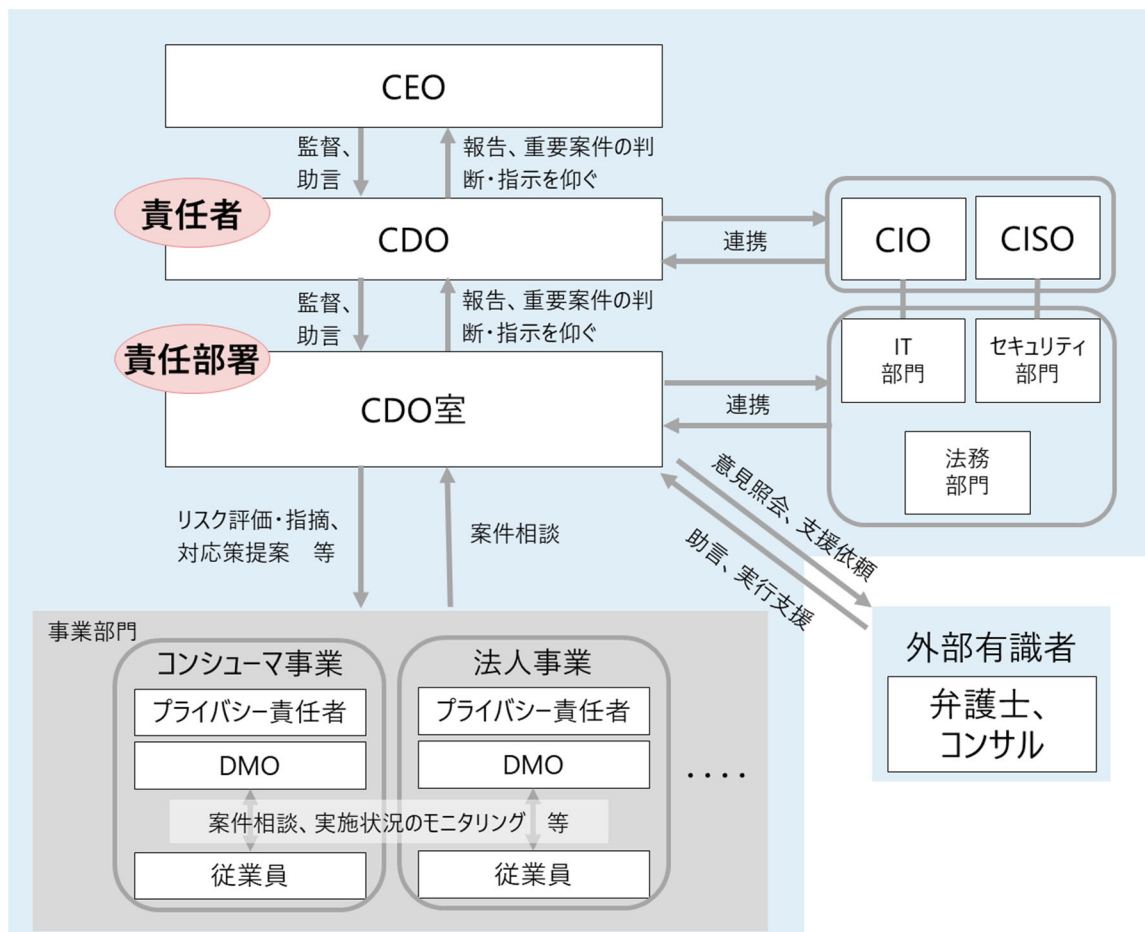 CEO
監督、
助言
報告、重要案件の判
断・指示を仰ぐ
責任者
CDO
連携
CIO
CISO
監督、
助言
報告、重要案件の判
断・指示を仰ぐ
責任部署
CDO室
連携
IT
部門
セキュリティ
部門
法務
部門
リスク評価・指摘、
対応策提案　等
案件相談
意見照会、支援依頼
助言、実行支援
外部有識者
弁護士、
コンサル
事業部門
コンシューマ事業
プライバシー責任者
DMO
法人事業
プライバシー責任者
DMO
案件相談、実施状況のモニタリング　等
従業員
従業員
・・・・